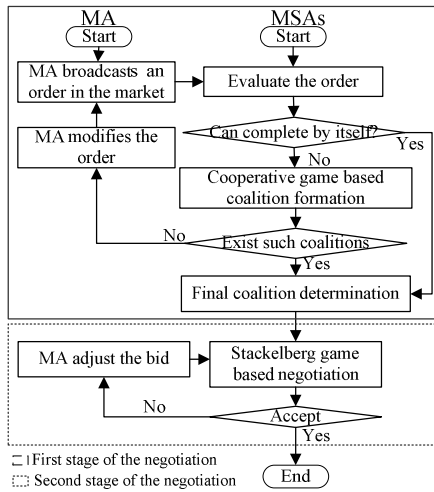 MA
MSAs
Start
Start
MA broadcasts an
order in the market
Evaluate the order
MA modifies the
order
Can complete by itself?
Yes
No
Cooperative game based
coalition formation
No
Exist such coalitions
Yes
Final coalition determination
MA adjust the bid
Stackelberg game
based negotiation
No
Accept
Yes
First stage of the negotiation
Second stage of the negotiation
End